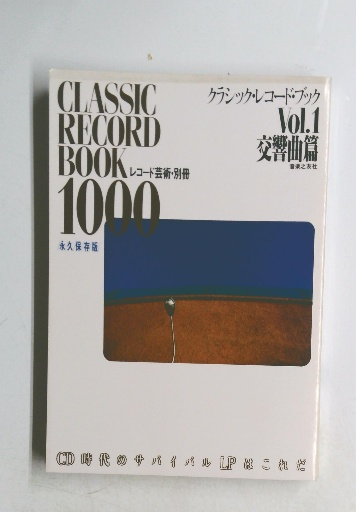 CLASSIC
RECORD
BOOK
レコード芸術・別冊
1000
永久保存版
クラシック・レコード・ブック
Vol.1
交響曲篇
音楽之友社
CD時代のサバイバルLPはこれだ